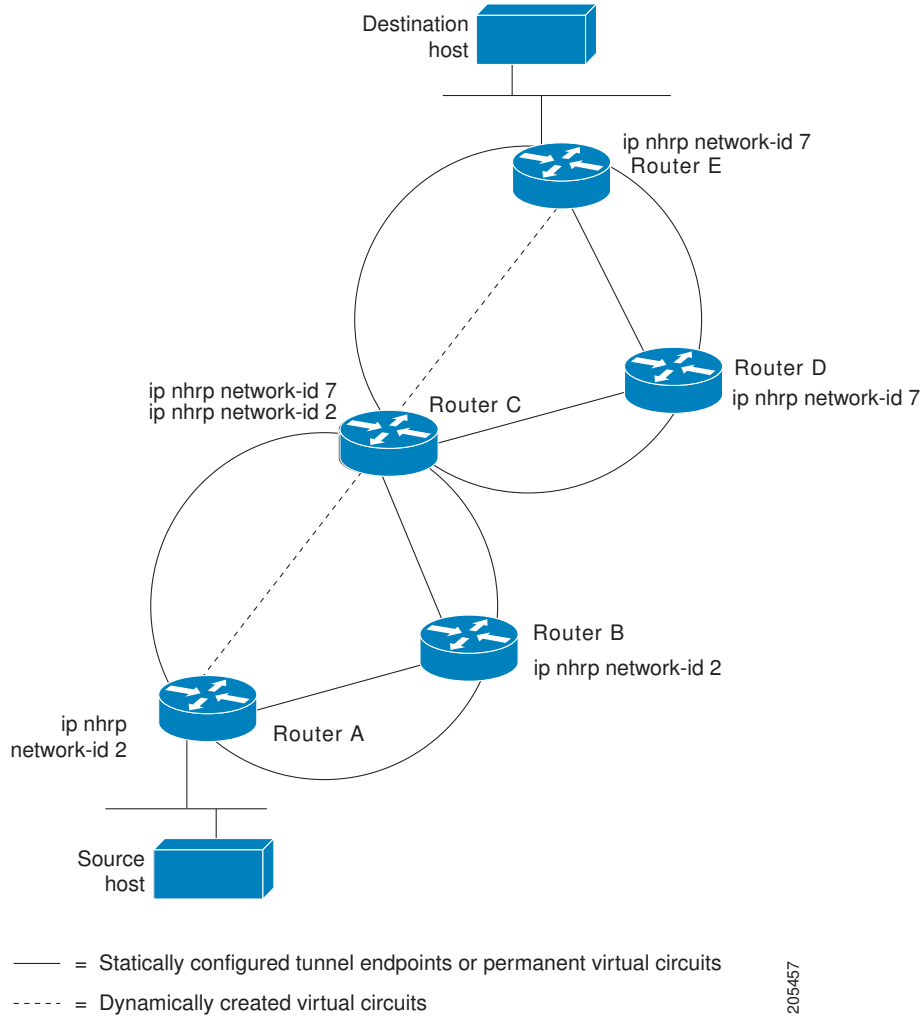 Destination
host
ip nhrp network-id 7
Router E
Router D
ip nhrp network-id 7
ip nhrp network-id 7
ip nhrp network-id 2
Router C
Router B
ip nhrp network-id 2
ip nhrp
network-id 2
Router A
Source
host
= Statically configured tunnel endpoints or permanent virtual circuits
= Dynamically created virtual circuits
205457